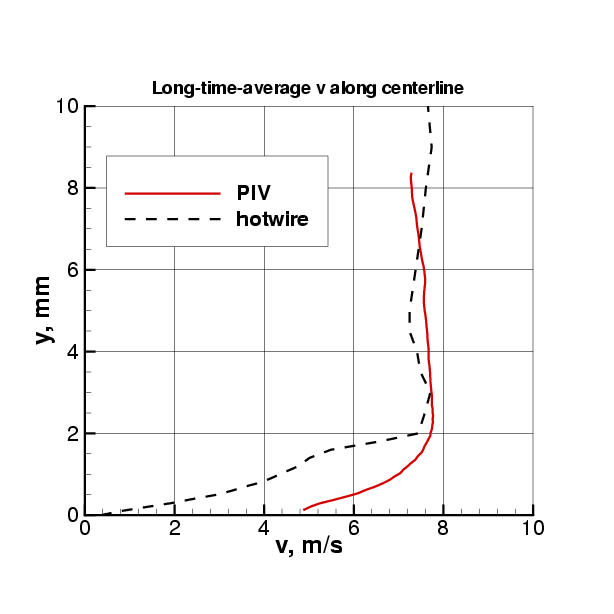 Long-time-average v along centerline
10
8
6
4
2
0
y, mm
PIV
hotwire
0 2 4 6 8 10
v, m/s